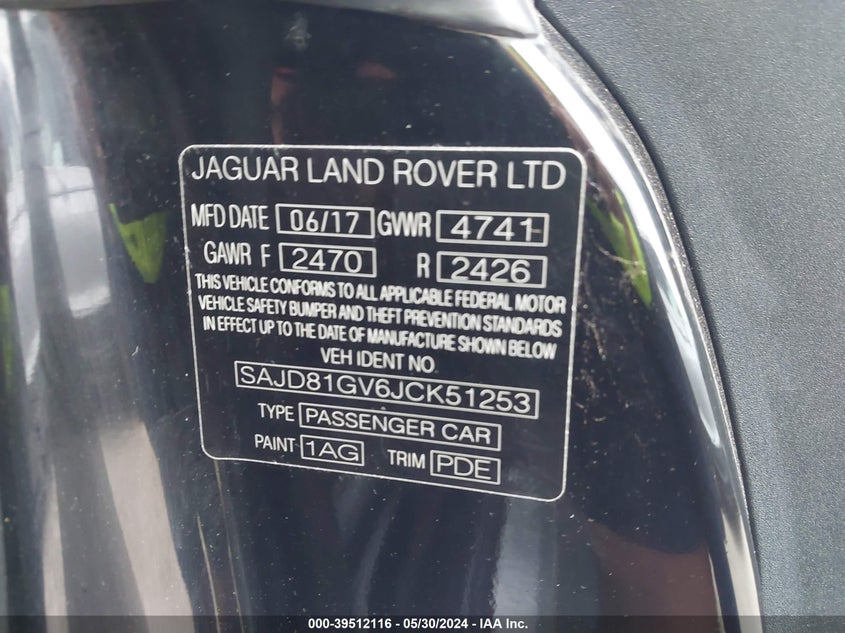 JAGUAR LAND ROVER LTD
MFD DATE 06/17 GWWR 4741
GAWR F 2470 R 2426
THIS VEHICLE CONFORMS TO ALL APPLICABLE FEDERAL MOTOR
VEHICLE SAFETY BUMPER AND THEFT PREVENTION STANDARDS
IN EFFECT UP TO THE DATE OF MANUFACTURE SHOWN BELOW
VEH IDENT NO
SAJD81GV6JCK51253
TYPE PASSENGER CAR
PAINT 1AG TRIM PDE
000-39512116 - 05/30/2024 - IAA Inc.